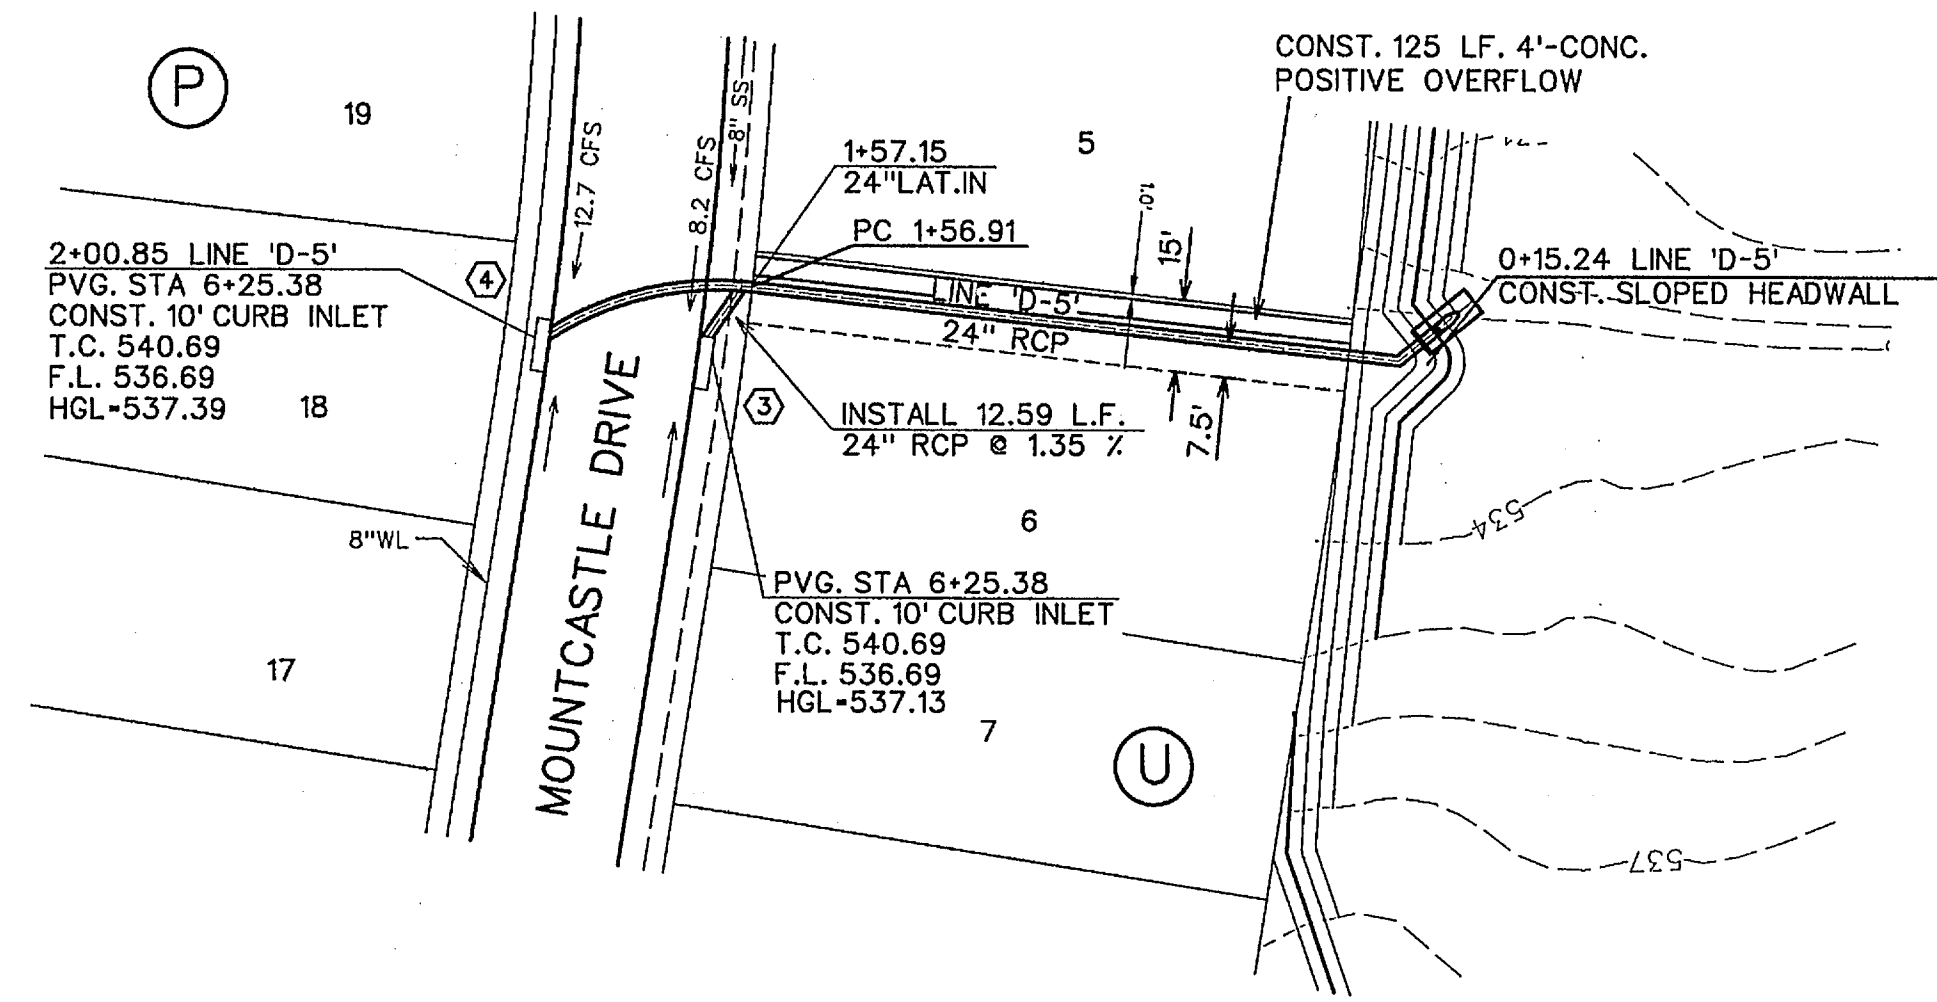 CONST. 125 LF. 4'-CONC.
POSITIVE OVERFLOW
P
19
12.7 CFS
8.2 CFS
8" SS
1+57.15
24" LAT. IN
PC 1+56.91
5
1.0'
15'
2+00.85 LINE 'D-5'
PVG. STA 6+25.38
CONST. 10' CURB INLET
T.C. 540.69
F.L. 536.69
HGL=537.39
18
4
LINE 'D-5'
24" RCP
0+15.24 LINE 'D-5'
CONST. SLOPED HEADWALL
3
INSTALL 12.59 L.F.
24" RCP @ 1.35 %
7.5'
8"WL
MOUNTCASTLE DRIVE
6
534
PVG. STA 6+25.38
CONST. 10' CURB INLET
T.C. 540.69
F.L. 536.69
HGL=537.13
17
7
U
537